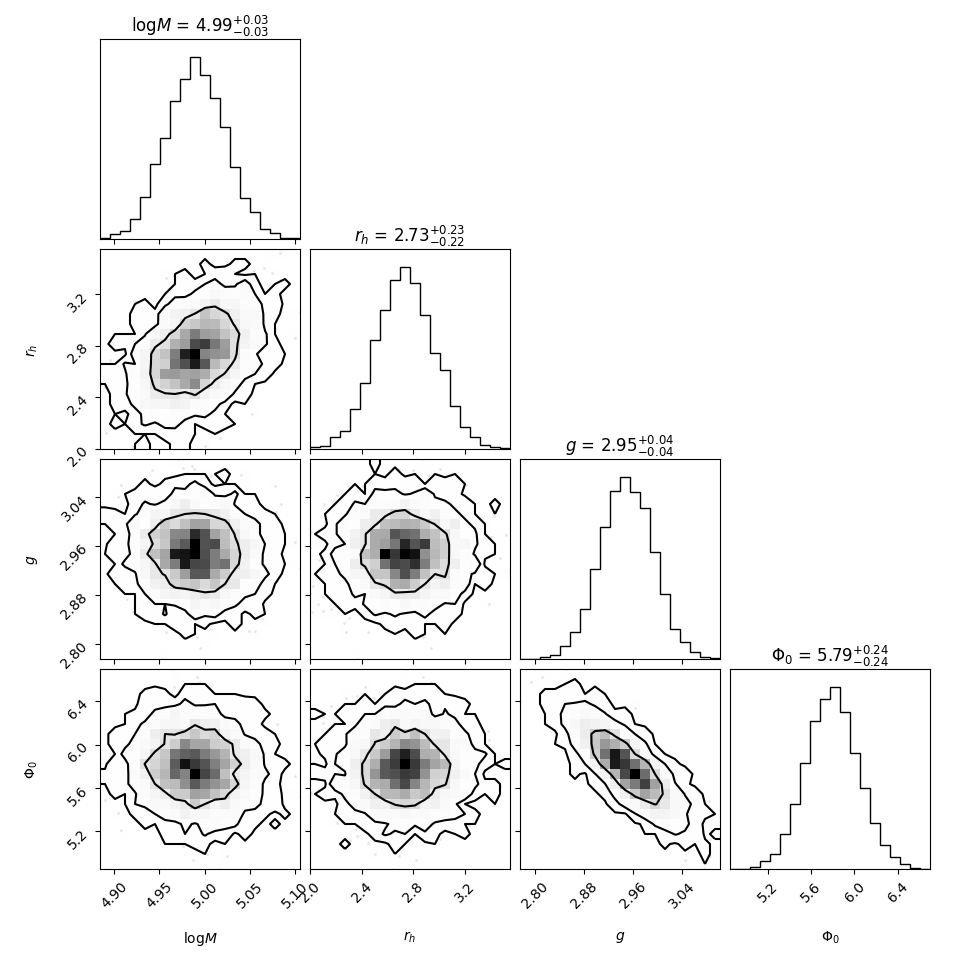 logM = 4.99+0.03 −0.03
r_h = 2.73+0.23 −0.22
3.2
2.8
2.4
2.0
r_h
g = 2.95+0.04 −0.04
3.04
2.96
2.88
2.80
g
Φ_0 = 5.79+0.24 −0.24
6.4
6.0
5.6
5.2
Φ_0
4.90 4.95 5.00 5.05 5.10 2.0 2.4 2.8 3.2 2.80 2.88 2.96 3.04 5.2 5.6 6.0 6.4
logM r_h g Φ_0